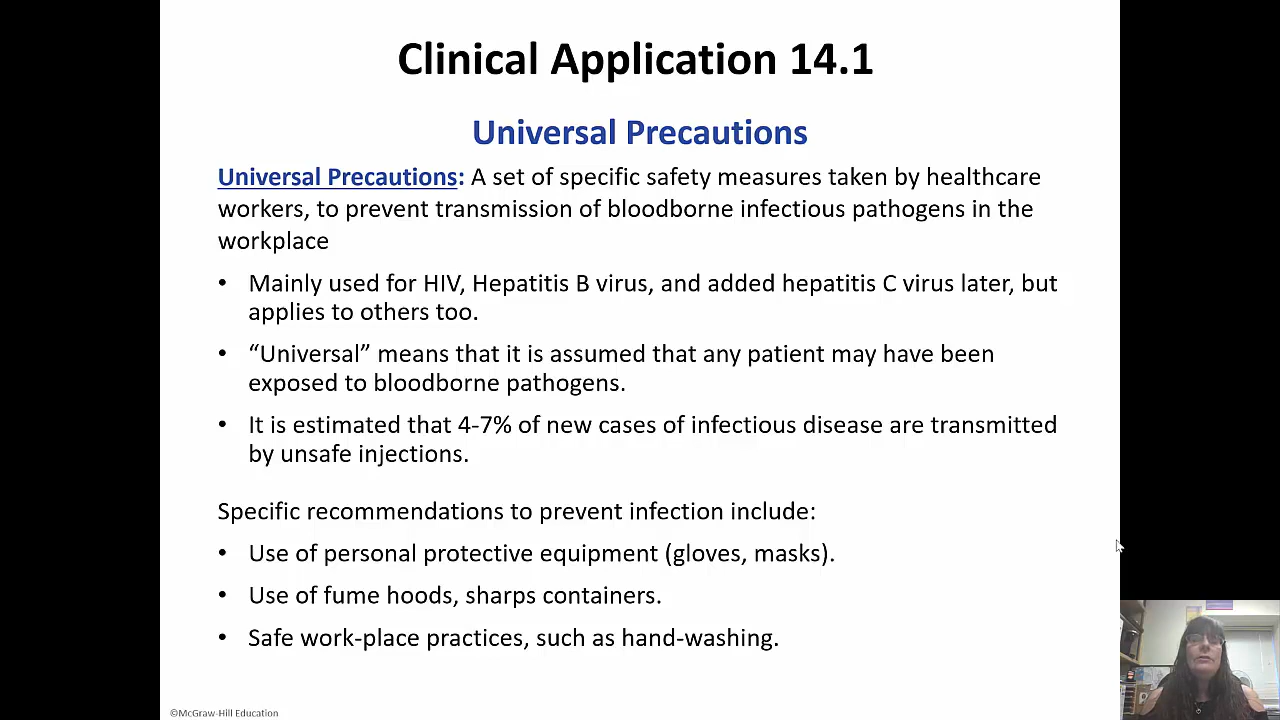 Clinical Application 14.1
Universal Precautions
Universal Precautions: A set of specific safety measures taken by healthcare
workers, to prevent transmission of bloodborne infectious pathogens in the
workplace
• Mainly used for HIV, Hepatitis B virus, and added hepatitis C virus later, but
applies to others too.
• “Universal” means that it is assumed that any patient may have been
exposed to bloodborne pathogens.
• It is estimated that 4-7% of new cases of infectious disease are transmitted
by unsafe injections.
Specific recommendations to prevent infection include:
• Use of personal protective equipment (gloves, masks).
• Use of fume hoods, sharps containers.
• Safe work-place practices, such as hand-washing.
©McGraw-Hill Education